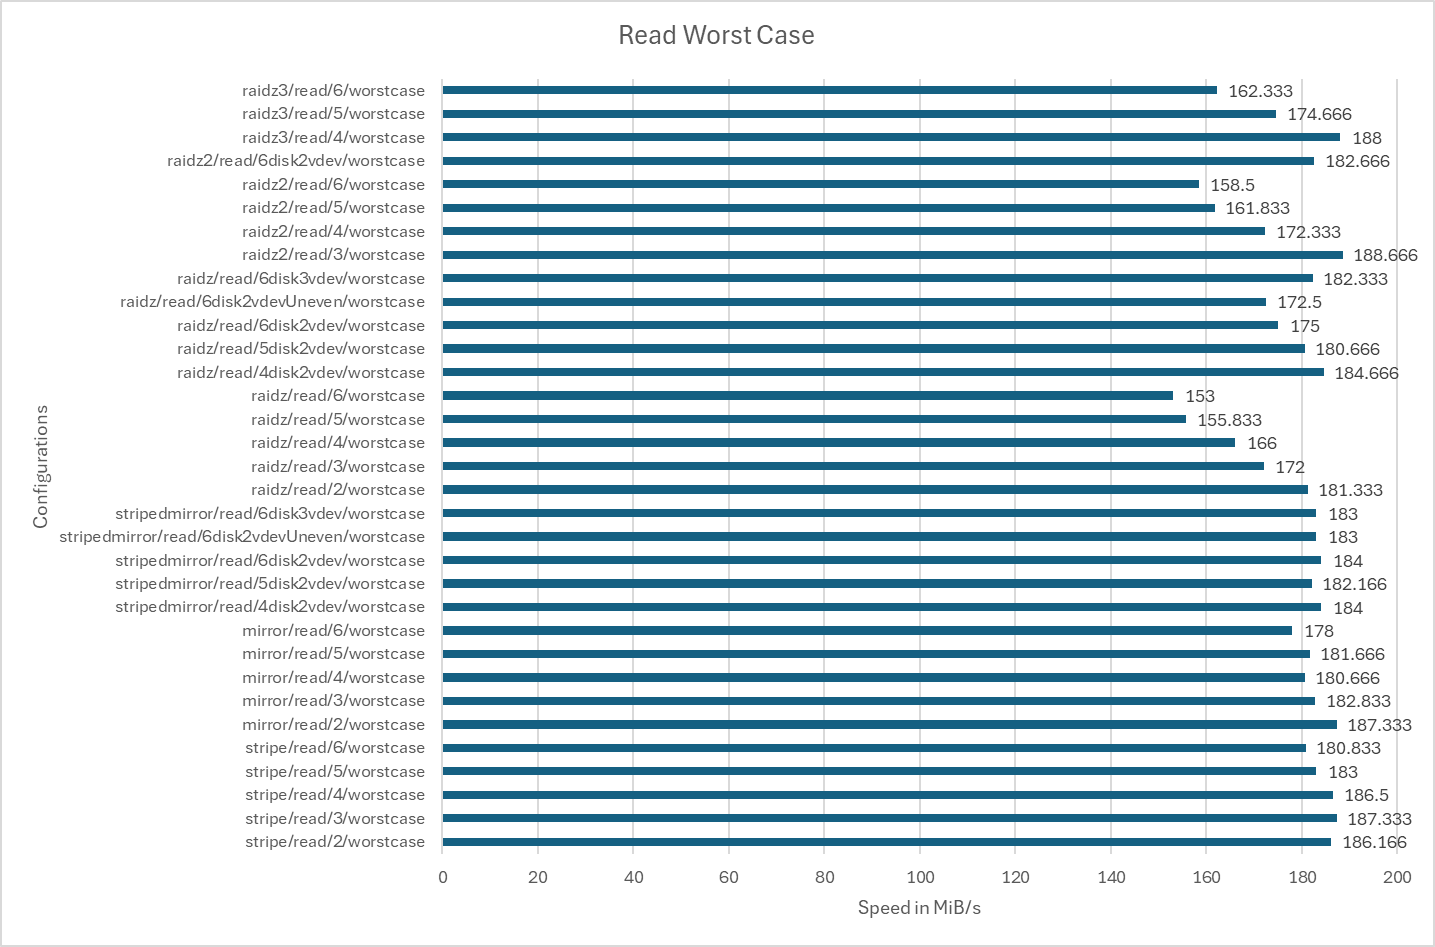 Read Worst Case
raidz3/read/6/worstcase 162.333
raidz3/read/5/worstcase 174.666
raidz3/read/4/worstcase 188
raidz2/read/6disk2vdev/worstcase 182.666
raidz2/read/6/worstcase 158.5
raidz2/read/5/worstcase 161.833
raidz2/read/4/worstcase 172.333
raidz2/read/3/worstcase 188.666
raidz/read/6disk3vdev/worstcase 182.333
raidz/read/6disk2vdevUneven/worstcase 172.5
raidz/read/6disk2vdev/worstcase 175
raidz/read/5disk2vdev/worstcase 180.666
raidz/read/4disk2vdev/worstcase 184.666
raidz/read/6/worstcase 153
raidz/read/5/worstcase 155.833
raidz/read/4/worstcase 166
raidz/read/3/worstcase 172
raidz/read/2/worstcase 181.333
stripedmirror/read/6disk3vdev/worstcase 183
stripedmirror/read/6disk2vdevUneven/worstcase 183
stripedmirror/read/6disk2vdev/worstcase 184
stripedmirror/read/5disk2vdev/worstcase 182.166
stripedmirror/read/4disk2vdev/worstcase 184
mirror/read/6/worstcase 178
mirror/read/5/worstcase 181.666
mirror/read/4/worstcase 180.666
mirror/read/3/worstcase 182.833
mirror/read/2/worstcase 187.333
stripe/read/6/worstcase 180.833
stripe/read/5/worstcase 183
stripe/read/4/worstcase 186.5
stripe/read/3/worstcase 187.333
stripe/read/2/worstcase 186.166
0 20 40 60 80 100 120 140 160 180 200
Speed in MiB/s
Configurations